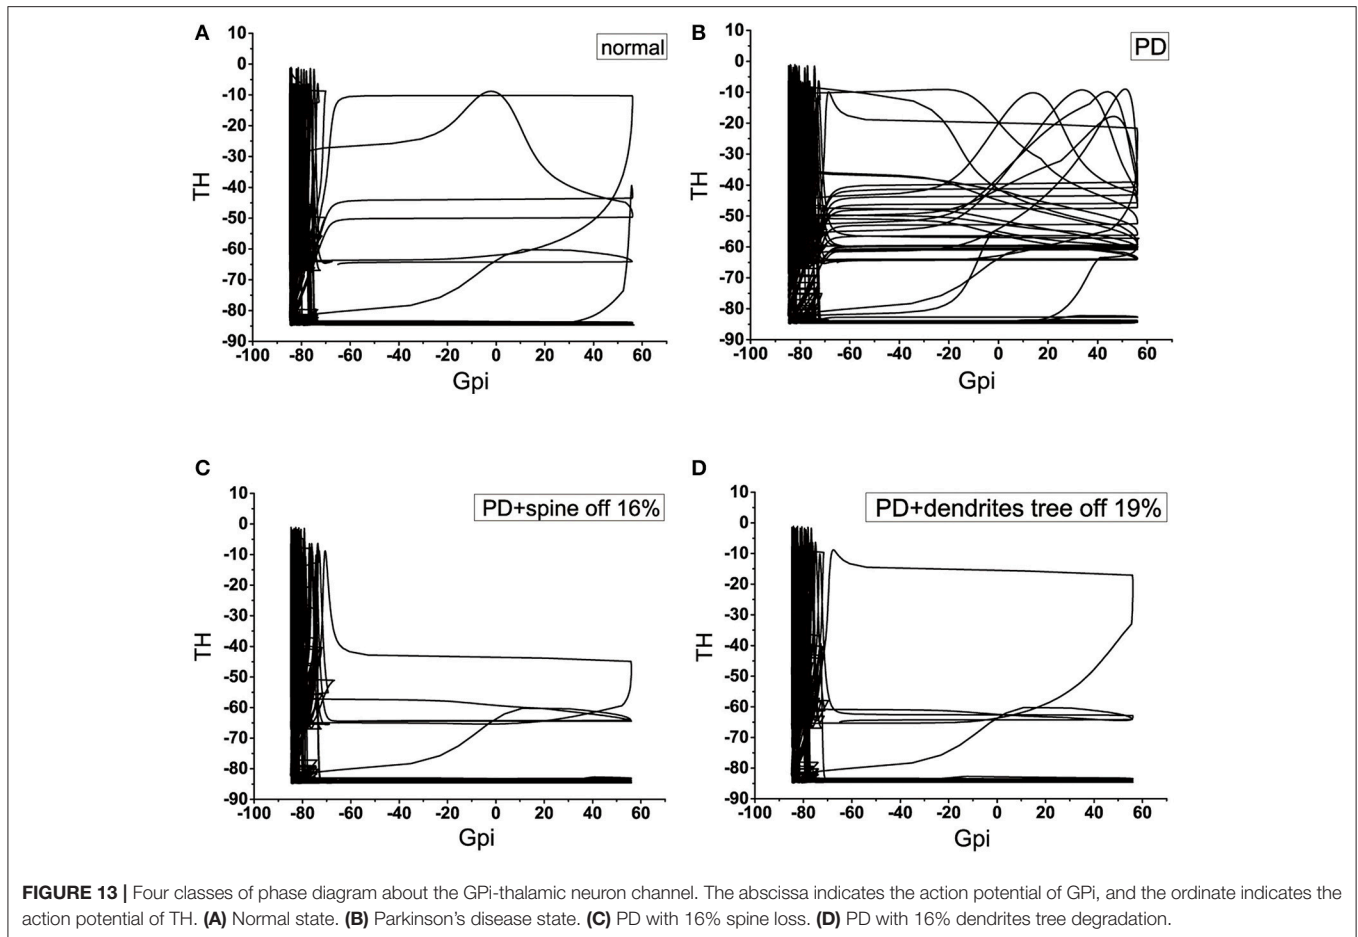 A
normal
10
0
-10
-20
-30
-40
-50
-60
-70
-80
-90
TH
-100 -80 -60 -40 -20 0 20 40 60
Gpi
B
PD
10
0
-10
-20
-30
-40
-50
-60
-70
-80
-90
TH
-100 -80 -60 -40 -20 0 20 40 60
Gpi
C
PD+spine off 16%
10
0
-10
-20
-30
-40
-50
-60
-70
-80
-90
TH
-100 -80 -60 -40 -20 0 20 40 60
Gpi
D
PD+dendrites tree off 19%
10
0
-10
-20
-30
-40
-50
-60
-70
-80
-90
TH
-100 -80 -60 -40 -20 0 20 40 60
Gpi
FIGURE 13 | Four classes of phase diagram about the GPi-thalamic neuron channel. The abscissa indicates the action potential of GPi, and the ordinate indicates the
action potential of TH. (A) Normal state. (B) Parkinson's disease state. (C) PD with 16% spine loss. (D) PD with 16% dendrites tree degradation.